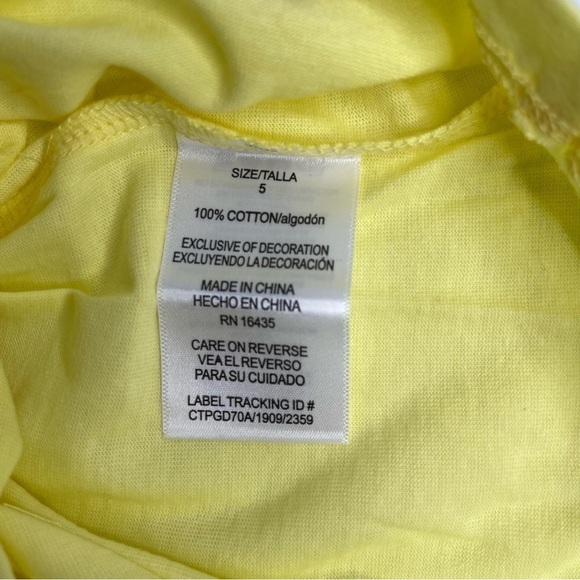 SIZE/TALLA
5
100% COTTON/algodón
EXCLUSIVE OF DECORATION
EXCLUYENDO LA DECORACIÓN
MADE IN CHINA
HECHO EN CHINA
RN 16435
CARE ON REVERSE
VEA EL REVERSO
PARA SU CUIDADO
LABEL TRACKING ID #
CTPGD70A/1909/2359